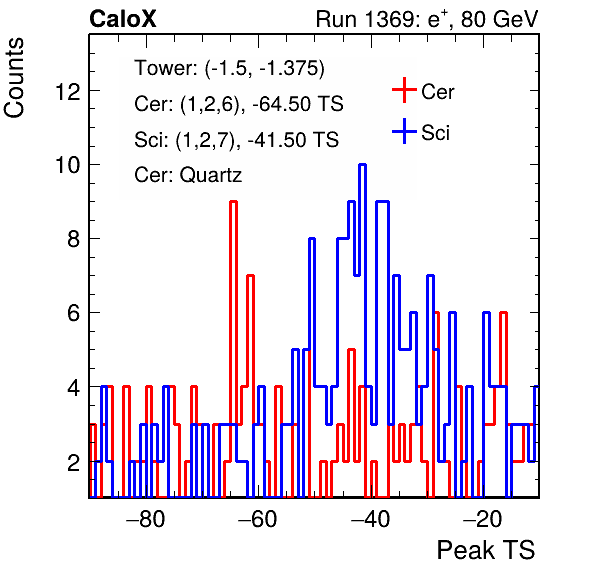 CaloX
Run 1369: e+, 80 GeV
Counts
Tower: (-1.5, -1.375)
Cer: (1,2,6), -64.50 TS
Sci: (1,2,7), -41.50 TS
Cer: Quartz
Cer
Sci
12
10
8
6
4
2
−80
−60
−40
−20
Peak TS